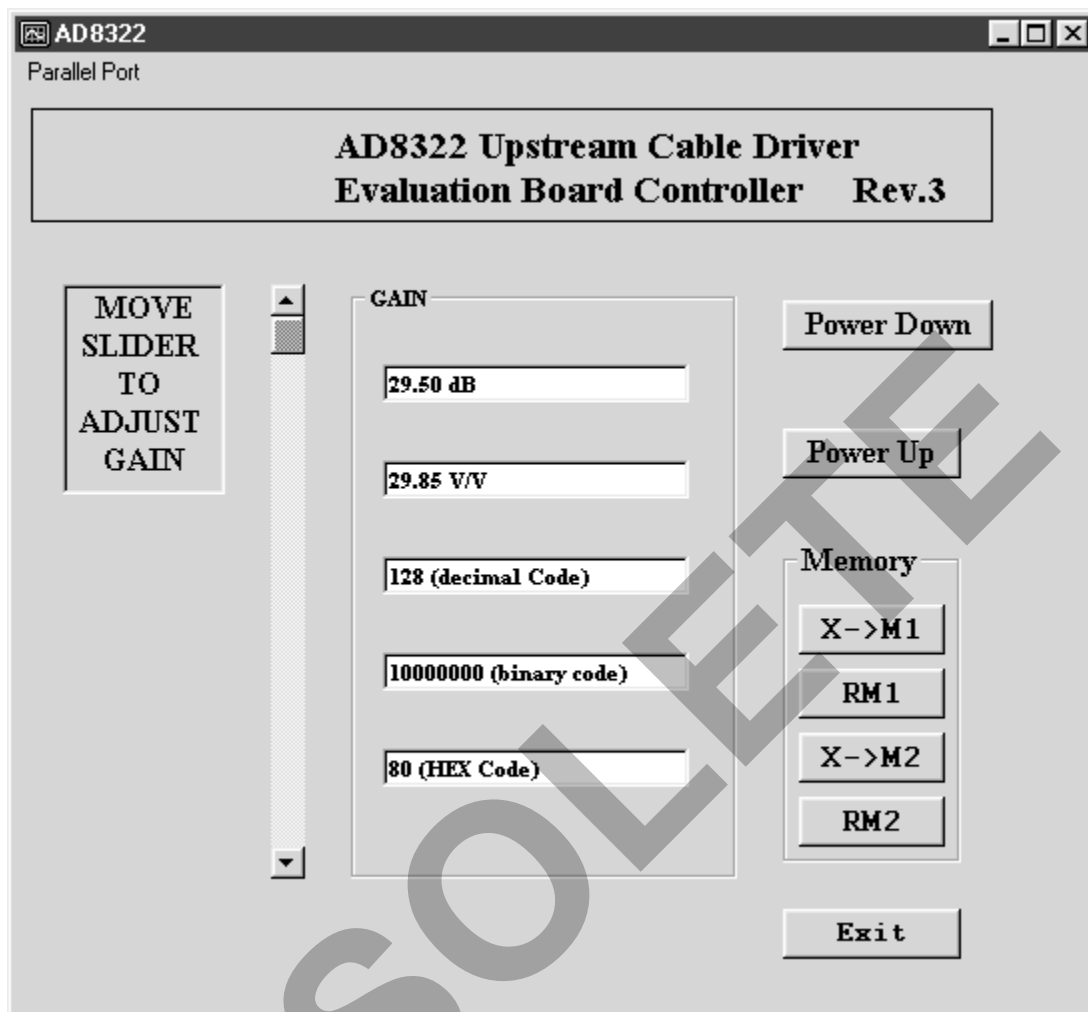 AD8322
Parallel Port
AD8322 Upstream Cable Driver
Evaluation Board Controller Rev.3
MOVE
SLIDER
TO
ADJUST
GAIN
GAIN
29.50 dB
29.85 V/V
128 (decimal Code)
10000000 (binary code)
80 (HEX Code)
Power Down
Power Up
Memory
X->M1
RM1
X->M2
RM2
Exit
SOLETE